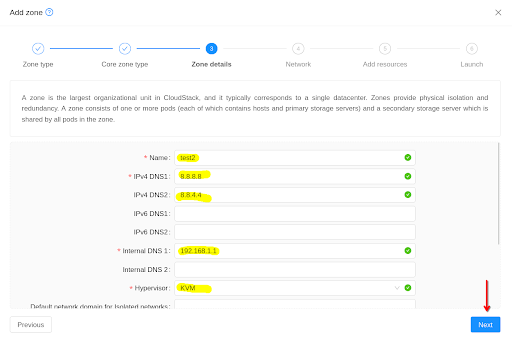 Add zone
3
4
5
6
Zone type
Core zone type
Zone details
Network
Add resources
Launch
A zone is the largest organizational unit in CloudStack, and it typically corresponds to a single datacenter. Zones provide physical isolation and
redundancy. A zone consists of one or more pods (each of which contains hosts and primary storage servers) and a secondary storage server which is
shared by all pods in the zone.
* Name: test2
* IPv4 DNS1: 8.8.8.8
IPv4 DNS2: 8.8.4.4
IPv6 DNS1:
IPv6 DNS2:
* Internal DNS 1: 192.168.1.1
Internal DNS 2:
* Hypervisor: KVM
Default network domain for Isolated networks:
Previous
Next